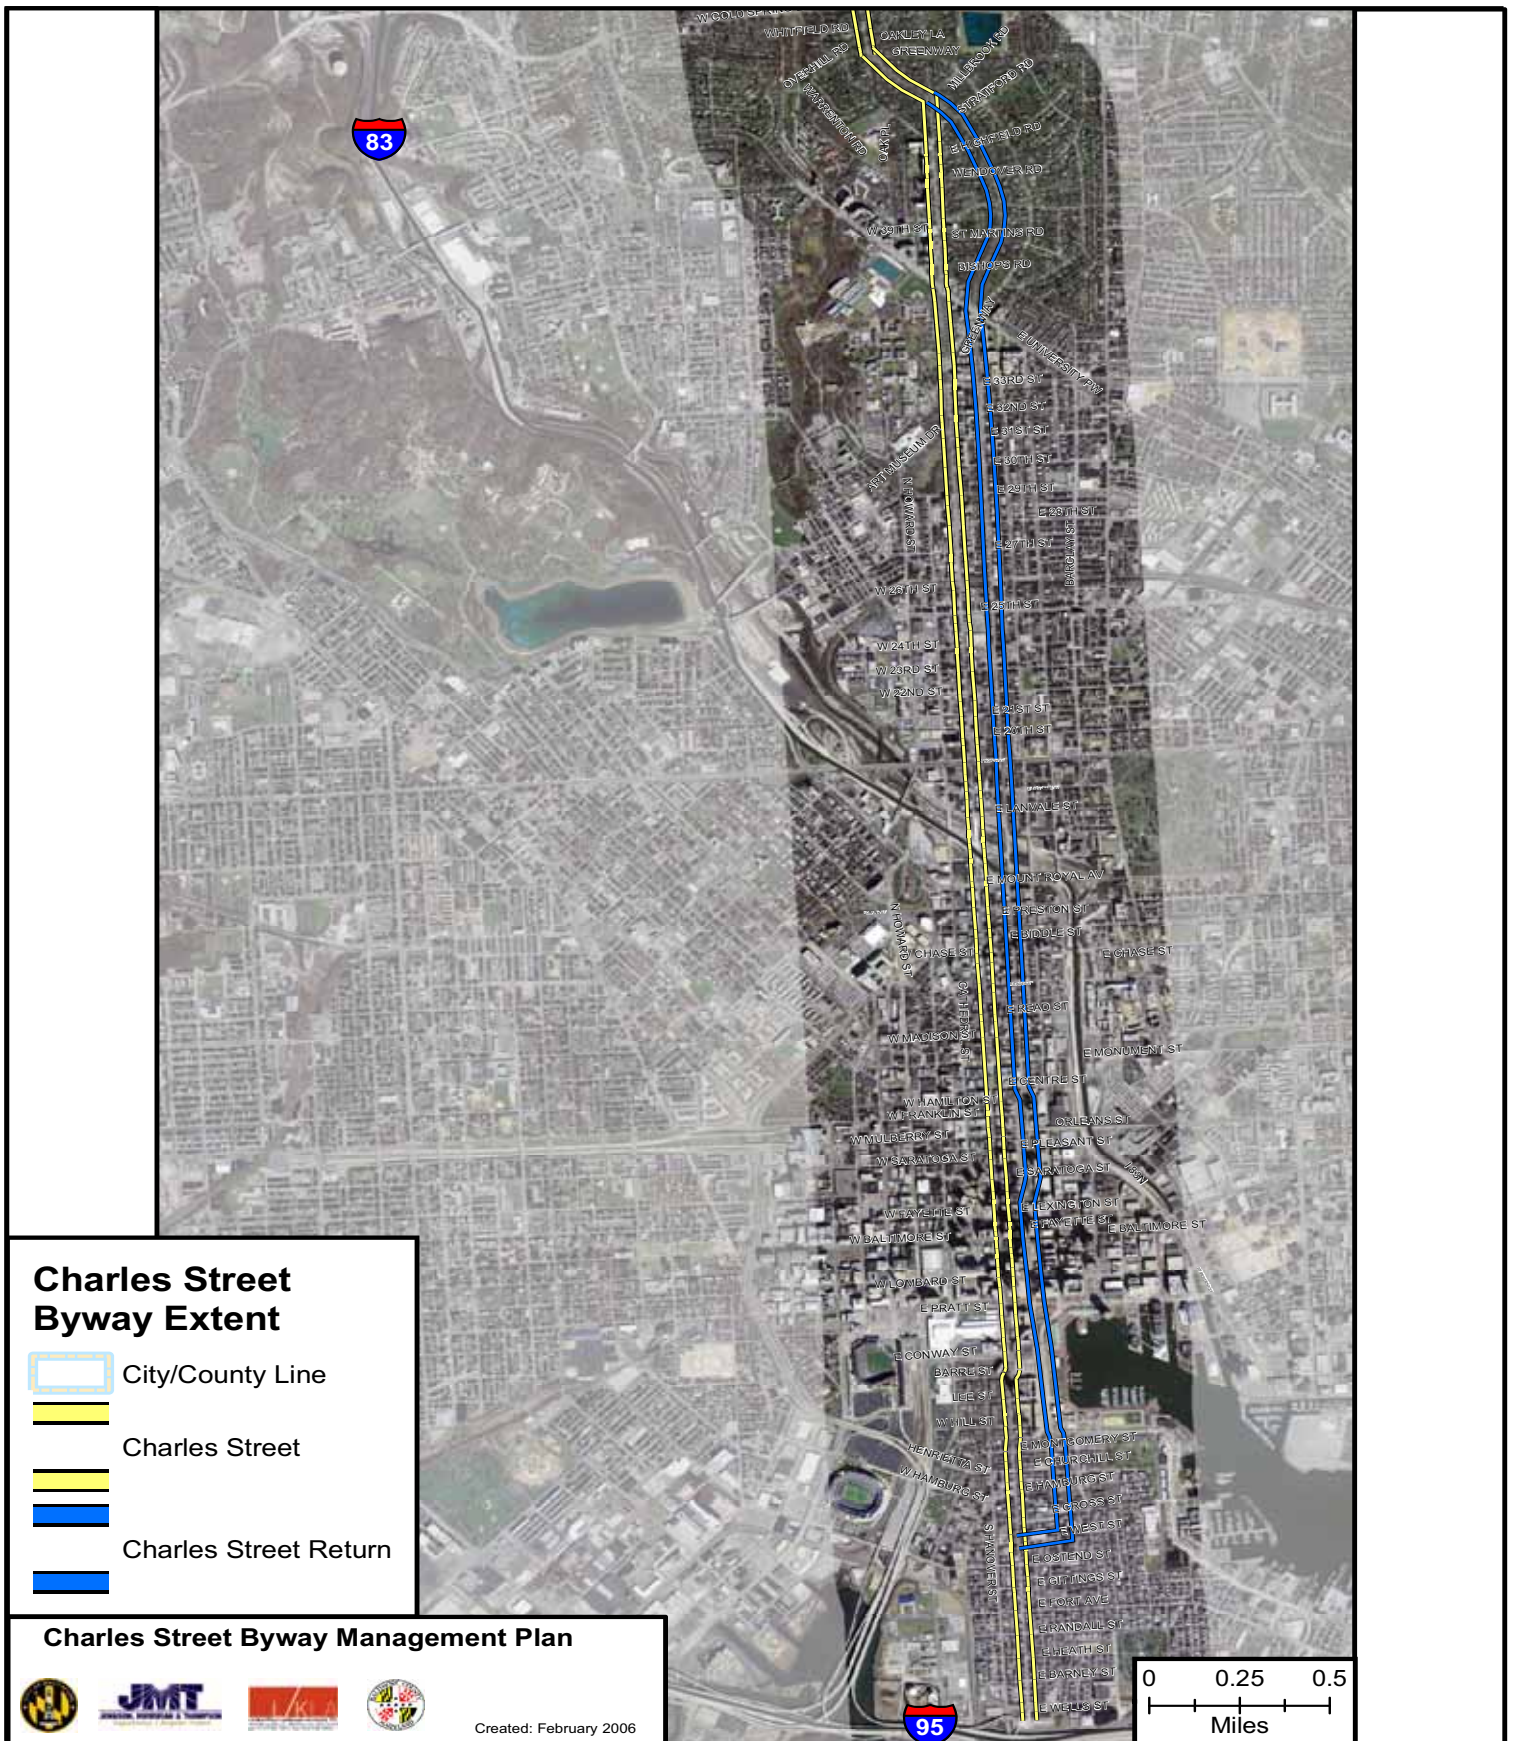 W COLD SPRING
WHITFIELD RD
OAKLEY LA
GREENWAY
OVERHILL RD
MILLBROOK RD
STRATFORD RD
WARRENTON RD
OAK PL
83
E HIGHFIELD RD
WENDOVER RD
W 39TH ST
ST MARTINS RD
BISHOPS RD
GREENWAY
E UNIVERSITY PW
E 33RD ST
E 32ND ST
E 31ST ST
ART MUSEUM DR
E 30TH ST
N HOWARD ST
E 29TH ST
E 28TH ST
E 27TH ST
BARCLAY ST
W 26TH ST
E 25TH ST
W 24TH ST
W 23RD ST
W 22ND ST
E 21ST ST
E 20TH ST
E LANVALE ST
E MOUNT ROYAL AV
E PRESTON ST
N HOWARD ST
E BIDDLE ST
W CHASE ST
E CHASE ST
CATHEDRAL ST
E READ ST
W MADISON ST
E MONUMENT ST
E CENTRE ST
W HAMILTON ST
W FRANKLIN ST
ORLEANS ST
W MULBERRY ST
E PLEASANT ST
W SARATOGA ST
E SARATOGA ST
I 83 N
E LEXINGTON ST
W FAYETTE ST
E FAYETTE ST
E BALTIMORE ST
W BALTIMORE ST
W LOMBARD ST
E PRATT ST
E CONWAY ST
BARRE ST
LEE ST
W HILL ST
E MONTGOMERY ST
HENRIETTA ST
E CHURCHILL ST
W HAMBURG ST
E HAMBURG ST
E CROSS ST
S HANOVER ST
E WEST ST
E OSTEND ST
E GITTINGS ST
E FORT AVE
E RANDALL ST
E HEATH ST
E BARNEY ST
E WELLS ST
95
Charles Street
Byway Extent
City/County Line
Charles Street
Charles Street Return
Charles Street Byway Management Plan
JMT
JOHNSON, MIRMIRAN & THOMPSON
Created: February 2006
0 0.25 0.5
Miles